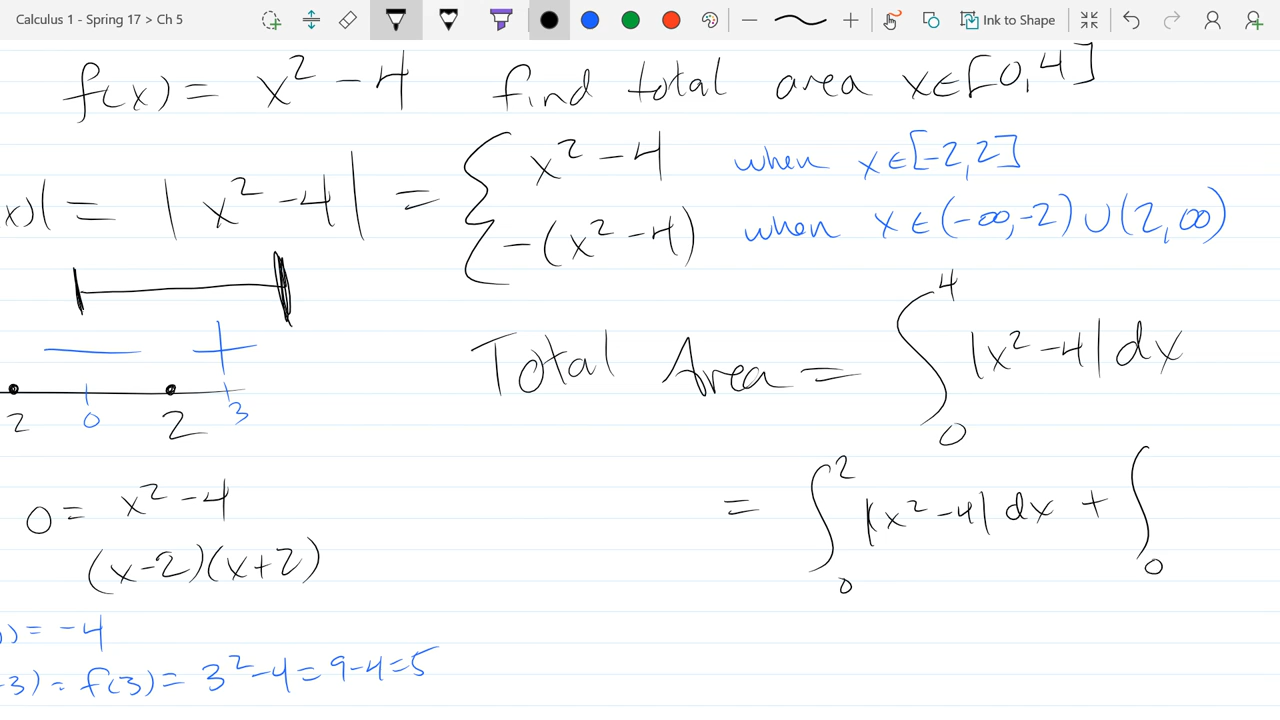 Calculus 1 - Spring 17 > Ch 5
Ink to Shape
f(x) = x² - 4 find total area x∈[0,4]
x)| = |x² - 4| = { x² - 4 when x∈[-2,2]
-(x² - 4) when x∈(-∞,-2)∪(2,∞)
— +
2 0 2 3
Total Area = ∫₀⁴ |x² - 4| dx
= ∫₀² |x² - 4| dx + ∫₀
0 = x² - 4
(x-2)(x+2)
) = -4
-3) = f(3) = 3² - 4 = 9 - 4 = 5